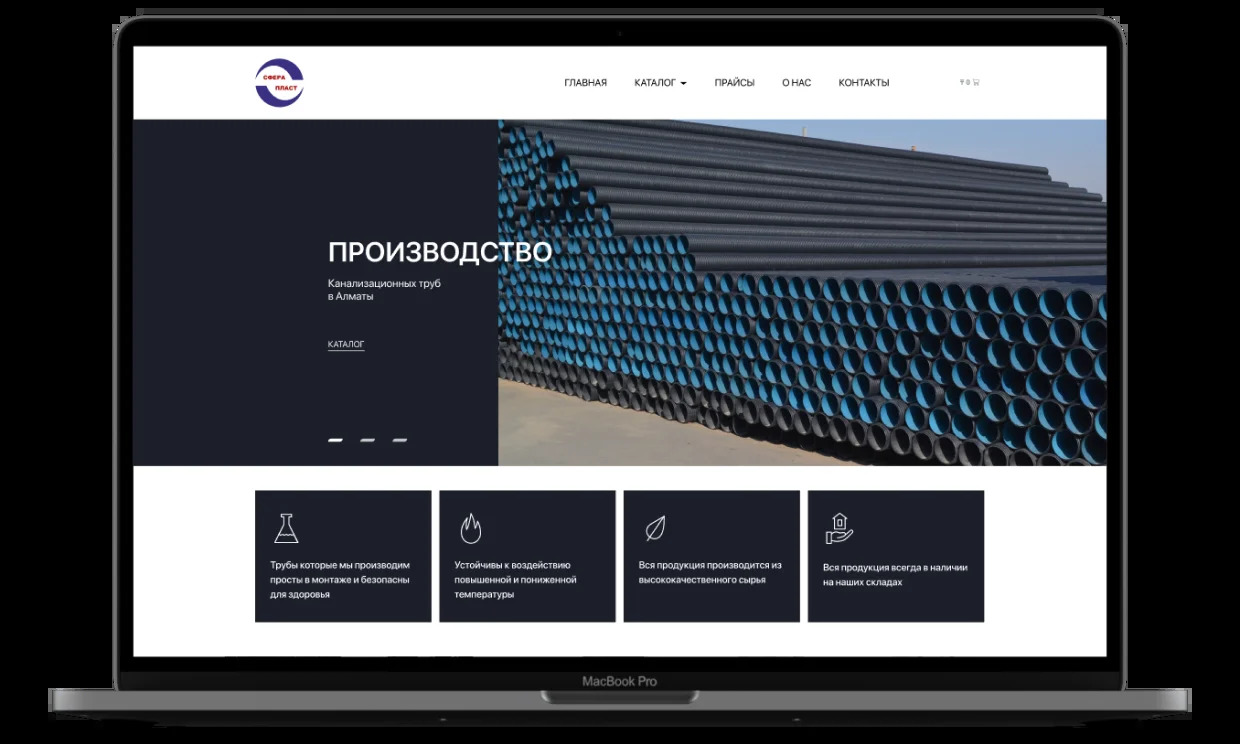 СФЕРА
ПЛАСТ
ГЛАВНАЯ
КАТАЛОГ
ПРАЙСЫ
О НАС
КОНТАКТЫ
₸ 0
ПРОИЗВОДСТВО
Канализационных труб
в Алматы
КАТАЛОГ
Трубы которые мы производим
просты в монтаже и безопасны
для здоровья
Устойчивы к воздействию
повышенной и пониженной
температуры
Вся продукция производится из
высококачественного сырья
Вся продукция всегда в наличии
на наших складах
MacBook Pro